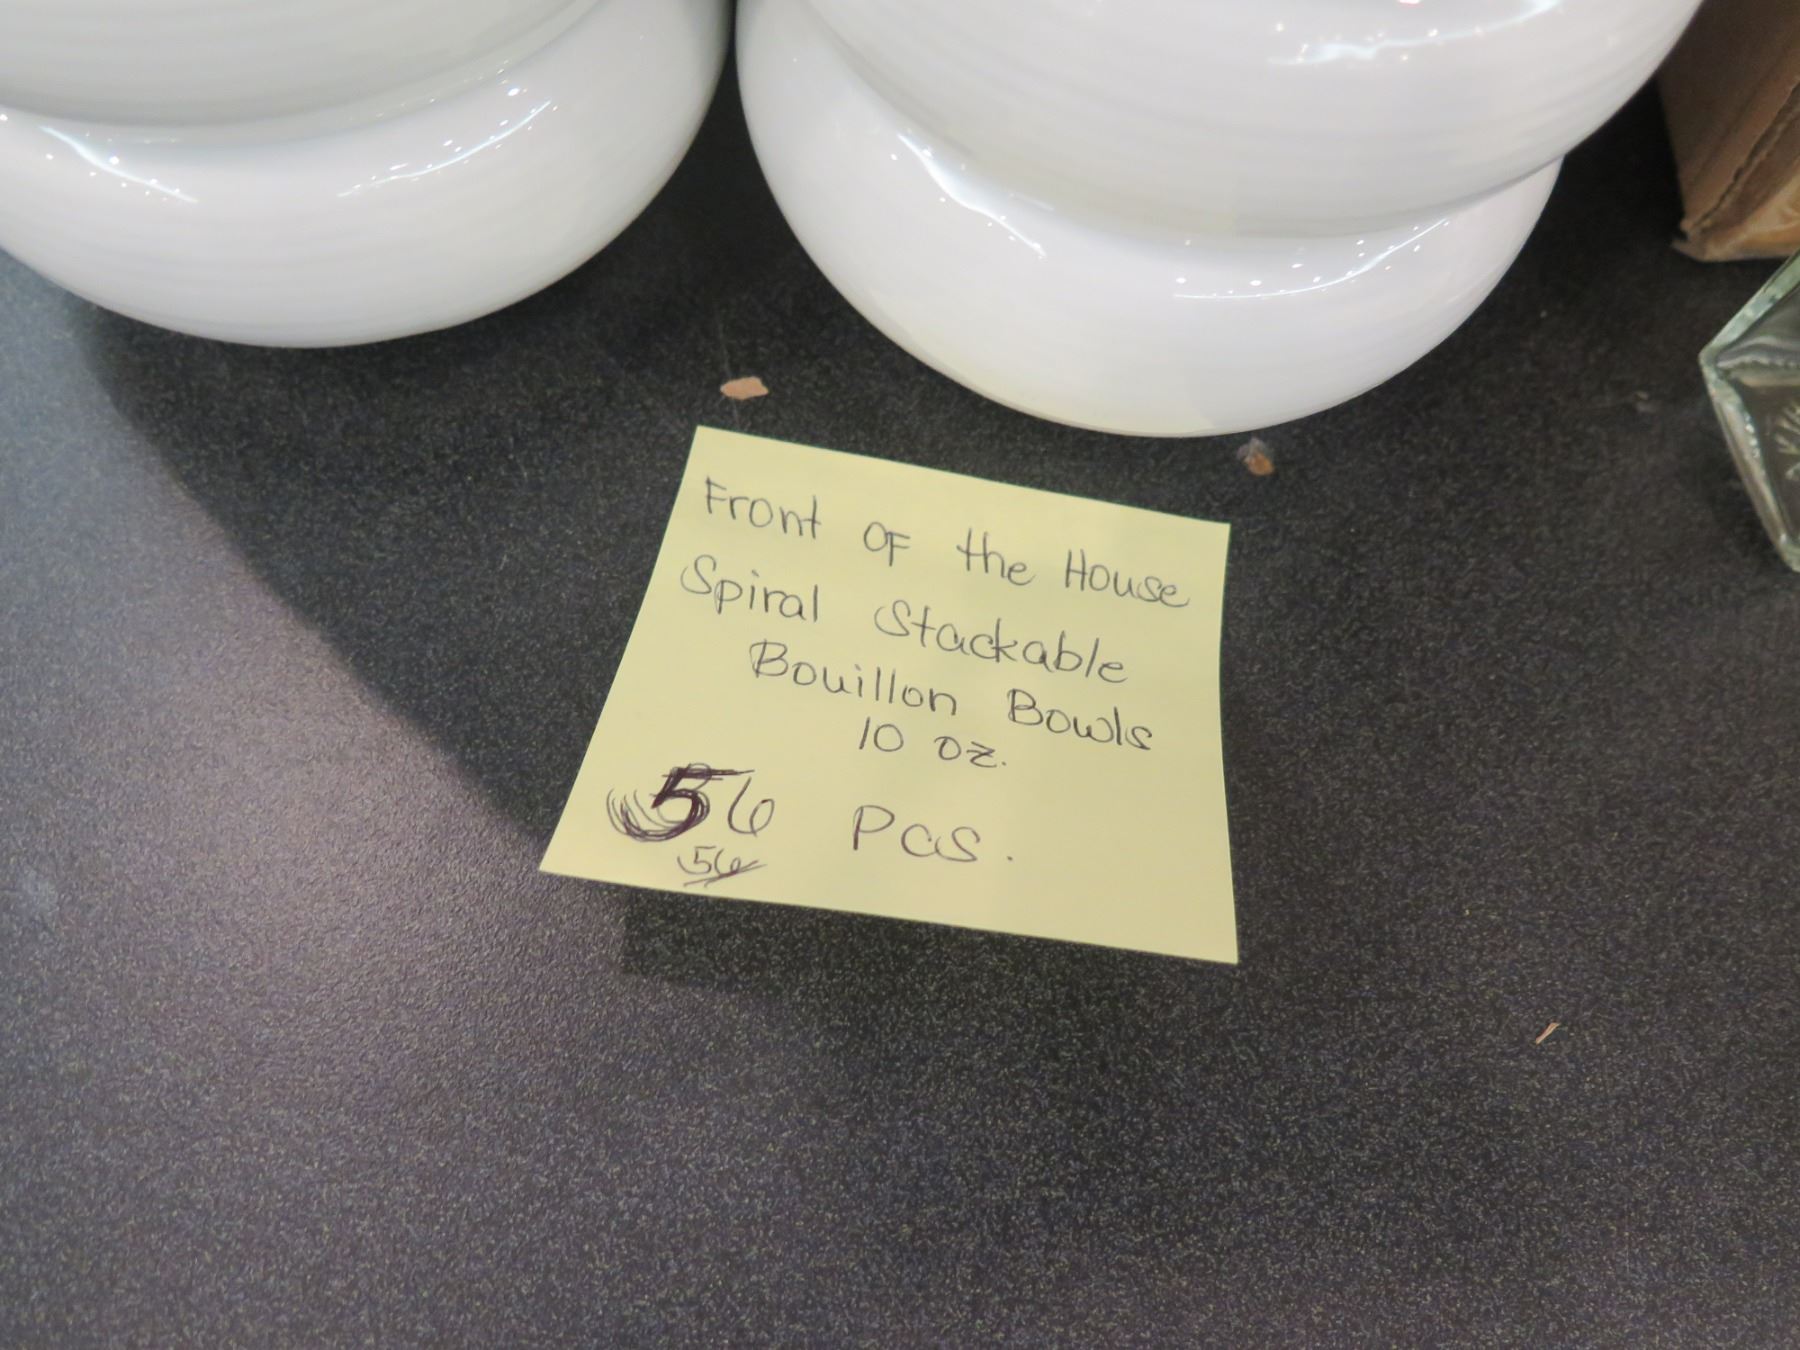 Front OF the House
Spiral Stackable
Bouillon Bowls
10 oz.
56 Pcs.
56